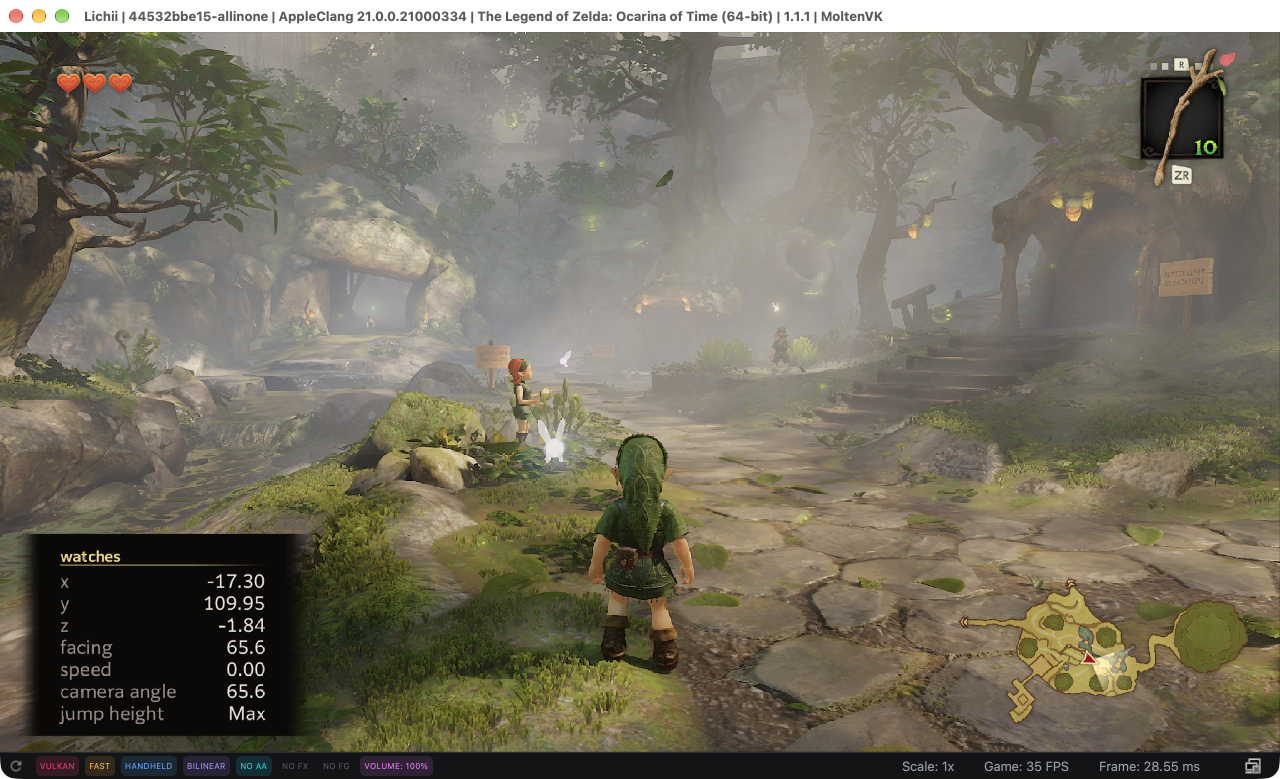 Lichii | 44532bbe15-allinone | AppleClang 21.0.0.21000334 | The Legend of Zelda: Ocarina of Time (64-bit) | 1.1.1 | MoltenVK
R
10
ZR
watches
x -17.30
y 109.95
z -1.84
facing 65.6
speed 0.00
camera angle 65.6
jump height Max
VULKAN FAST HANDHELD BILINEAR NO AA NO FX NO FG VOLUME: 100% Scale: 1x Game: 35 FPS Frame: 28.55 ms